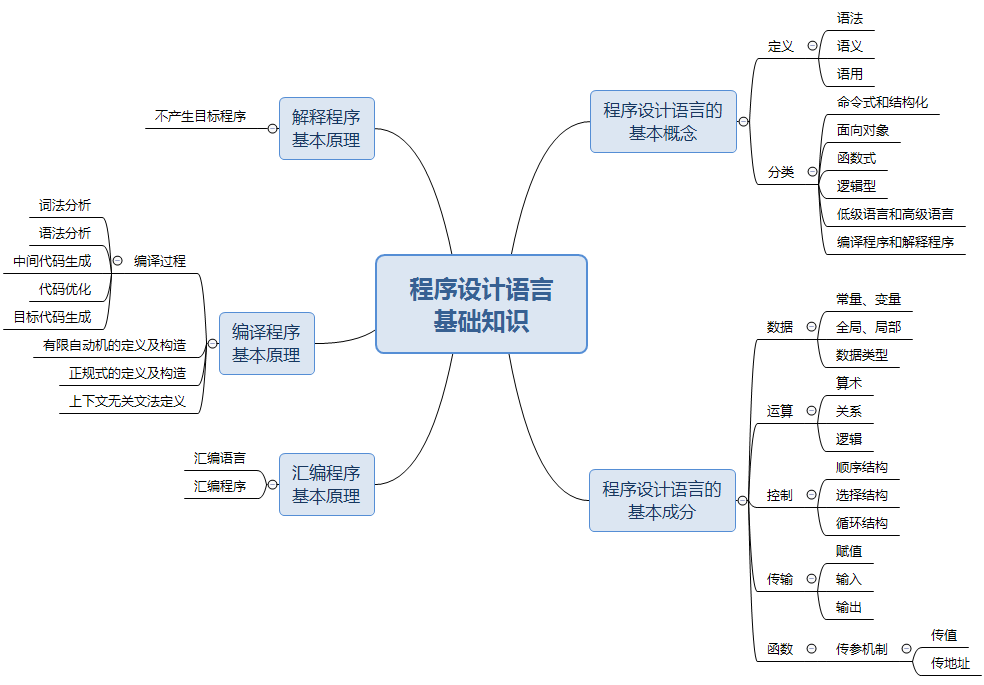 程序设计语言
基础知识
程序设计语言的
基本概念
定义
语法
语义
语用
分类
命令式和结构化
面向对象
函数式
逻辑型
低级语言和高级语言
编译程序和解释程序
程序设计语言的
基本成分
数据
常量、变量
全局、局部
数据类型
运算
算术
关系
逻辑
控制
顺序结构
选择结构
循环结构
传输
赋值
输入
输出
函数
传参机制
传值
传地址
解释程序
基本原理
不产生目标程序
编译程序
基本原理
编译过程
词法分析
语法分析
中间代码生成
代码优化
目标代码生成
有限自动机的定义及构造
正规式的定义及构造
上下文无关文法定义
汇编程序
基本原理
汇编语言
汇编程序